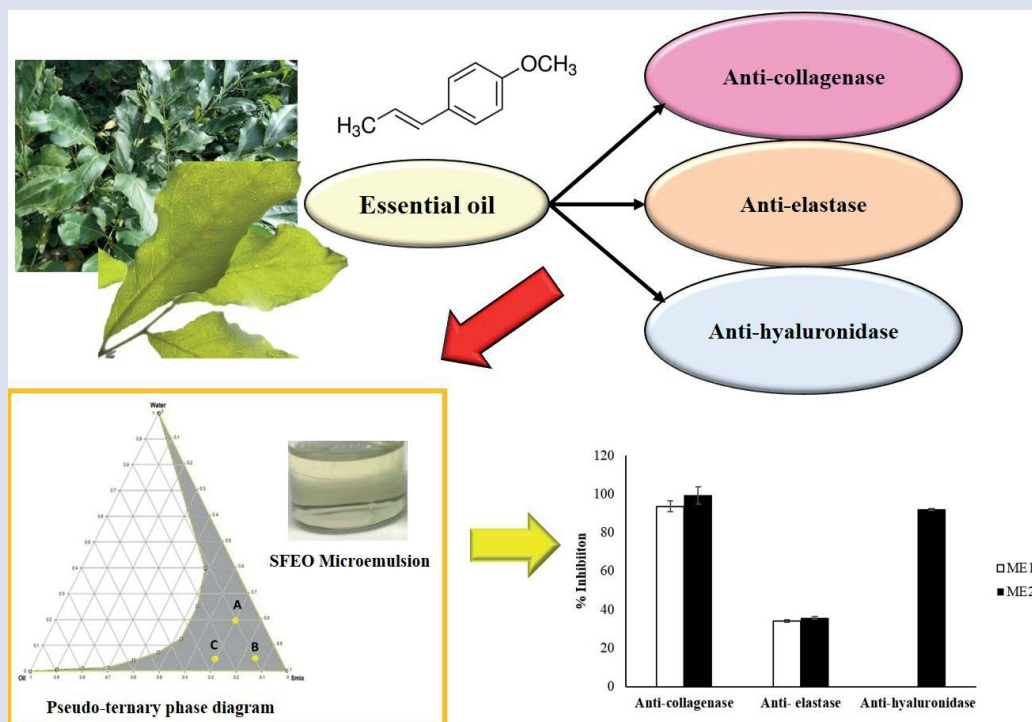 OCH3
H3C
Essential oil
Anti-collagenase
Anti-elastase
Anti-hyaluronidase
Water
A
C
B
Oil
Smix
SFEO Microemulsion
Pseudo-ternary phase diagram
% Inhibiiton
120
100
80
60
40
20
0
Anti-collagenase
Anti- elastase
Anti-hyaluronidase
ME1
ME2